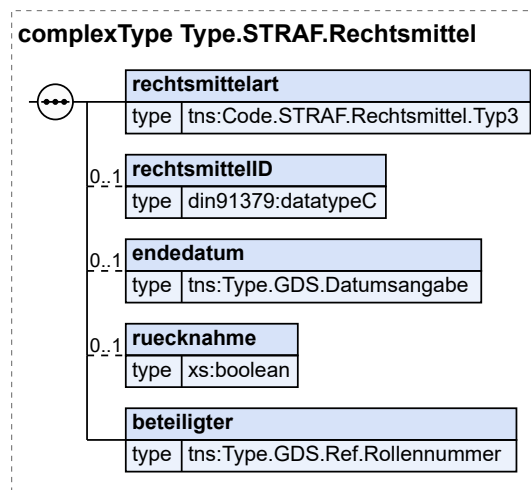 complexType Type.STRAF.Rechtsmittel
rechtsmittelart
type tns:Code.STRAF.Rechtsmittel.Typ3
0..1
rechtsmittelID
type din91379:datatypeC
0..1
endedatum
type tns:Type.GDS.Datumsangabe
0..1
ruecknahme
type xs:boolean
beteiligter
type tns:Type.GDS.Ref.Rollennummer